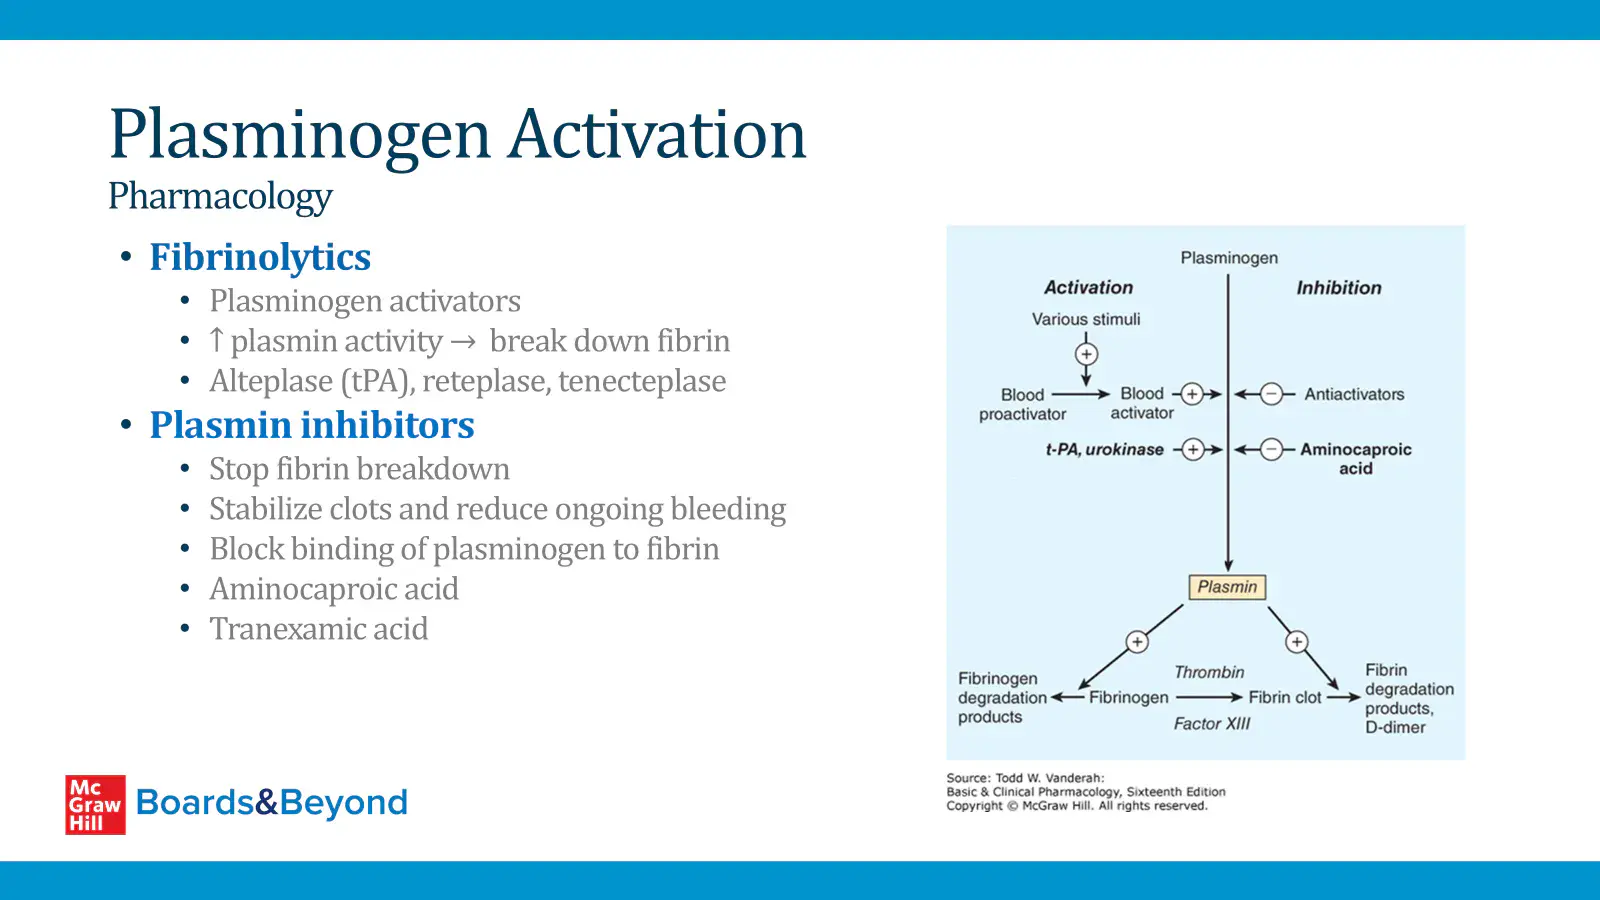 Plasminogen Activation
Pharmacology
• Fibrinolytics
• Plasminogen activators
• ↑ plasmin activity → break down fibrin
• Alteplase (tPA), reteplase, tenecteplase
• Plasmin inhibitors
• Stop fibrin breakdown
• Stabilize clots and reduce ongoing bleeding
• Block binding of plasminogen to fibrin
• Aminocaproic acid
• Tranexamic acid
Plasminogen
Activation
Inhibition
Various stimuli
+
Blood
proactivator
Blood
activator
+
−
Antiactivators
t-PA, urokinase
+
−
Aminocaproic
acid
Plasmin
+
+
Fibrinogen
degradation
products
Fibrinogen
Thrombin
Factor XIII
Fibrin clot
Fibrin
degradation
products,
D-dimer
Source: Todd W. Vanderah:
Basic & Clinical Pharmacology, Sixteenth Edition
Copyright © McGraw Hill. All rights reserved.
Mc
Graw
Hill
Boards&Beyond